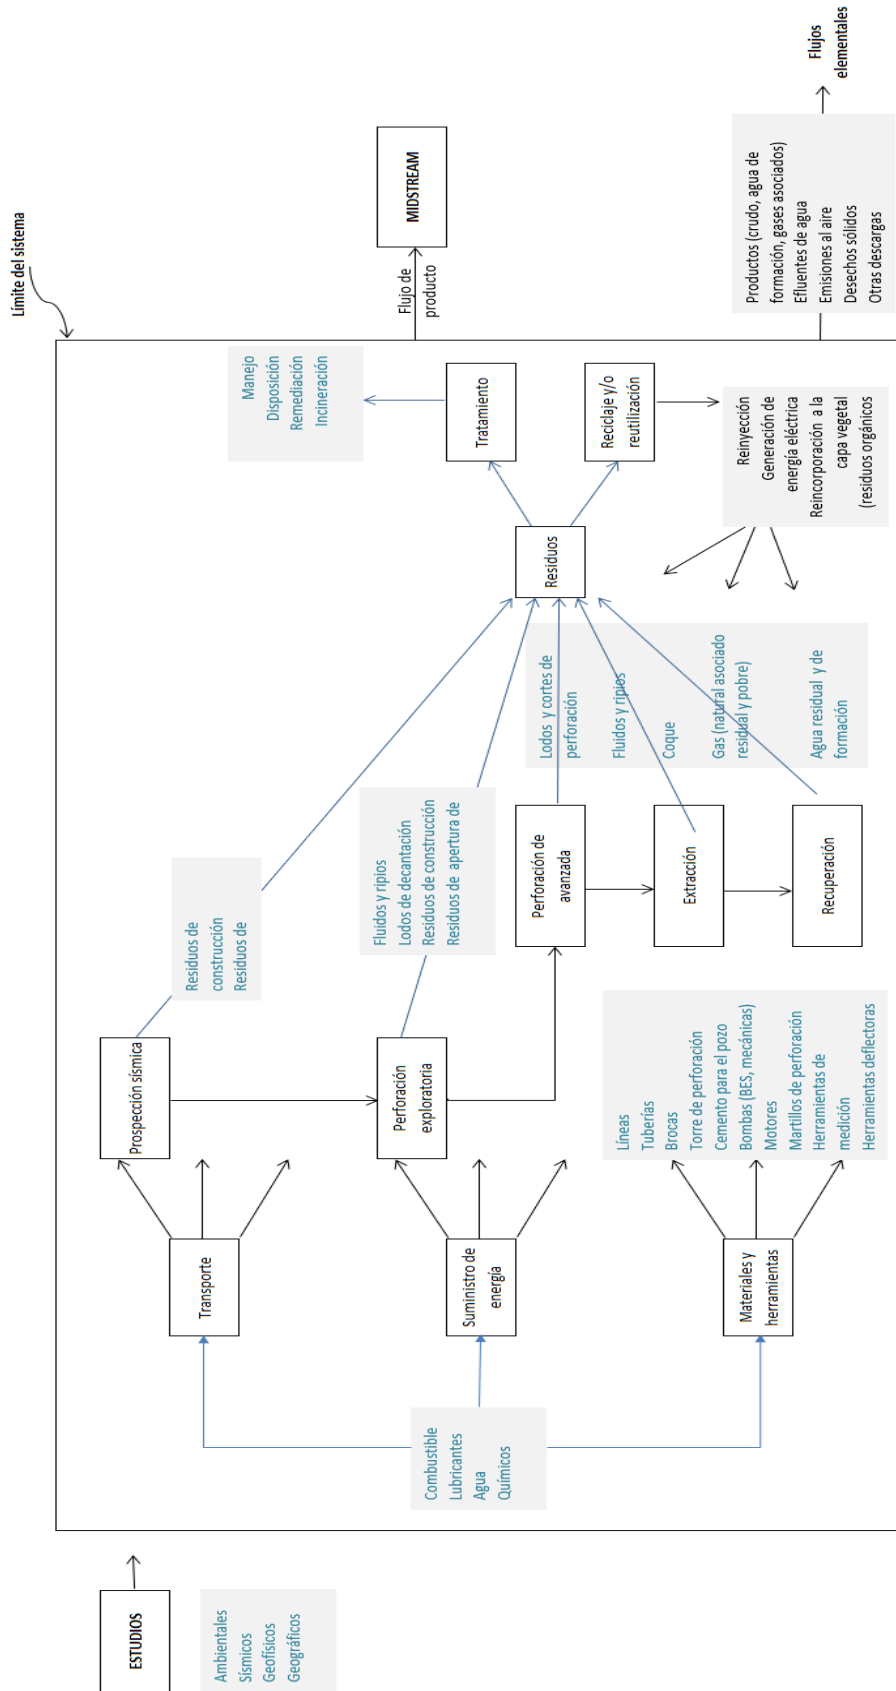 ESTUDIOS
Ambientales
Sísmicos
Geofísicos
Geográficos
Límite del sistema
Combustible
Lubricantes
Agua
Químicos
Transporte
Suministro de
energía
Materiales y
herramientas
Prospección sísmica
Perforación
exploratoria
Líneas
Tuberías
Brocas
Torre de perforación
Cemento para el pozo
Bombas (BES, mecánicas)
Motores
Martillos de perforación
Herramientas de
medición
Herramientas deflectoras
Residuos de
construcción
Residuos de
Fluidos y ripios
Lodos de decantación
Residuos de construcción
Residuos de apertura de
Perforación de
avanzada
Extracción
Recuperación
Lodos y cortes de
perforación
Fluidos y ripios
Coque
Gas (natural asociado
residual y pobre)
Agua residual y de
formación
Residuos
Tratamiento
Reciclaje y/o
reutilización
Manejo
Disposición
Remediación
Incineración
Reinyección
Generación de
energía eléctrica
Reincorporación a la
capa vegetal
(residuos orgánicos
Flujo de
producto
MIDSTREAM
Productos (crudo, agua de
formación, gases asociados)
Efluentes de agua
Emisiones al aire
Desechos sólidos
Otras descargas
Flujos
elementales